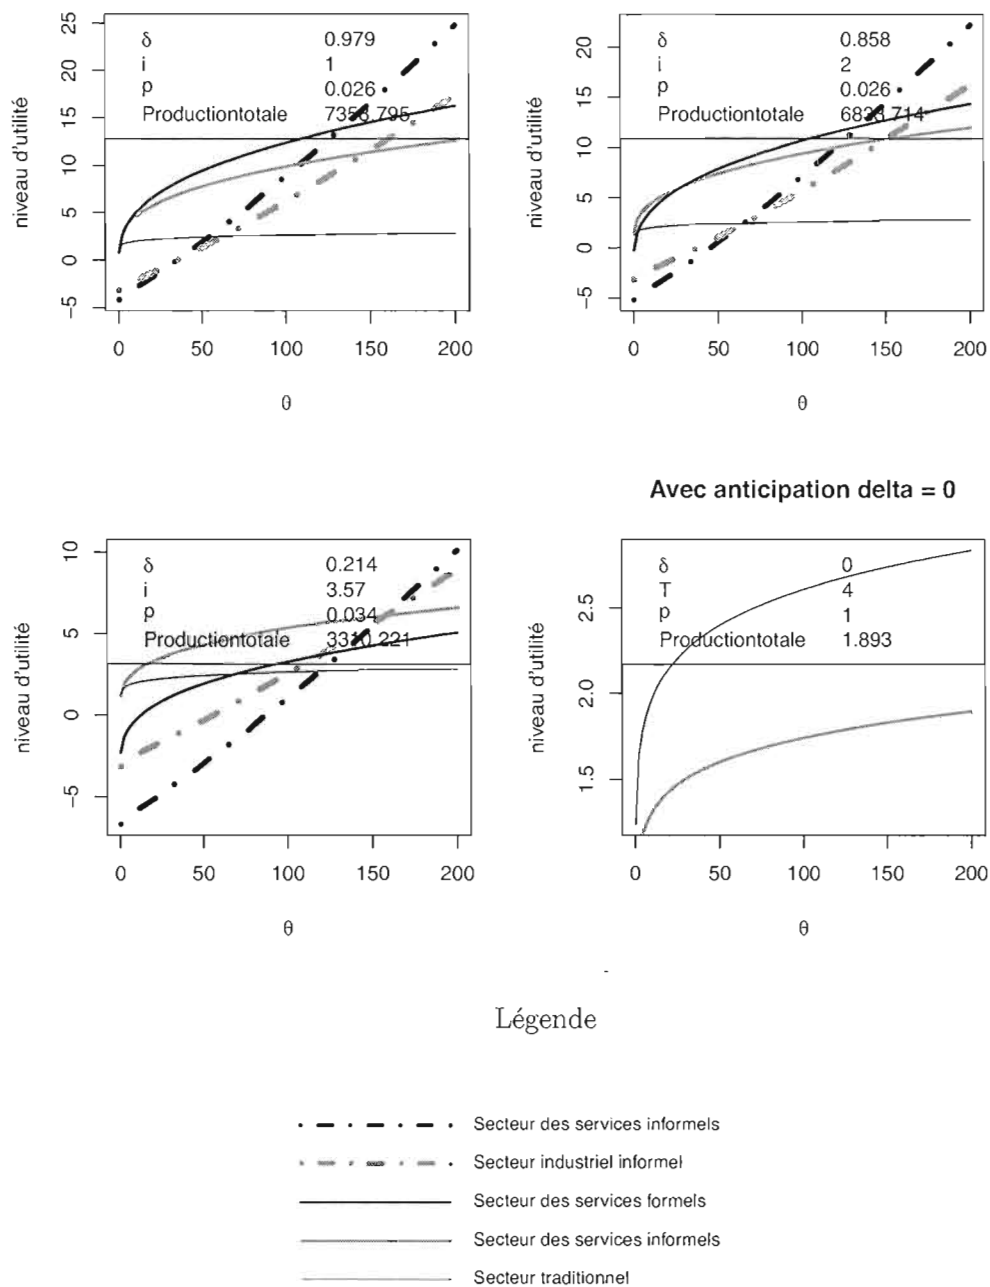 δ 0.979
i 1
p 0.026
Productiontotale 7353.795
niveau d'utilité
25
20
15
10
5
0
−5
0 50 100 150 200
θ
δ 0.858
i 2
p 0.026
Productiontotale 714
niveau d'utilité
20
15
10
5
0
−5
0 50 100 150 200
θ
δ 0.214
i 3.57
p 0.034
Productiontotale 3310.221
niveau d'utilité
10
5
0
−5
0 50 100 150 200
θ
Avec anticipation delta = 0
δ 0
T 4
p 1
Productiontotale 1.893
niveau d'utilité
2.5
2.0
1.5
0 50 100 150 200
θ
Légende
Secteur des services informels
Secteur industriel informel
Secteur des services formels
Secteur des services informels
Secteur traditionnel